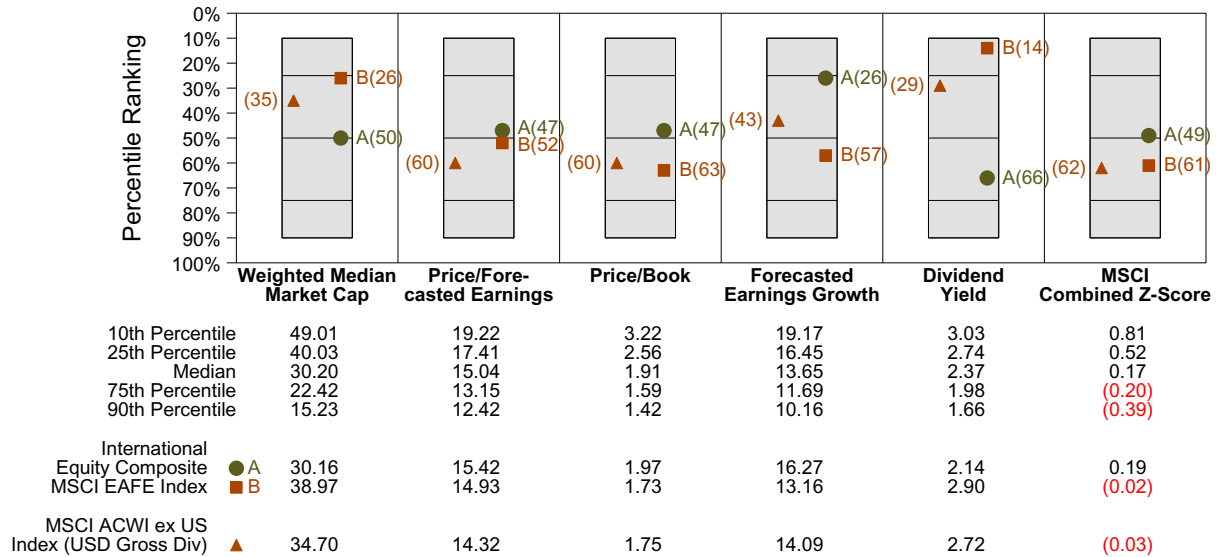 0%
10%
20%
30%
40%
50%
60%
70%
80%
90%
100%
Percentile Ranking
(35) B(26) A(50)
(60) A(47) B(52)
(60) A(47) B(63)
(43) A(26) B(57)
(29) B(14) A(66)
(62) A(49) B(61)
Weighted Median Price/Fore- Price/Book Forecasted Dividend MSCI
Market Cap casted Earnings Earnings Growth Yield Combined Z-Score
10th Percentile 49.01 19.22 3.22 19.17 3.03 0.81
25th Percentile 40.03 17.41 2.56 16.45 2.74 0.52
Median 30.20 15.04 1.91 13.65 2.37 0.17
75th Percentile 22.42 13.15 1.59 11.69 1.98 (0.20)
90th Percentile 15.23 12.42 1.42 10.16 1.66 (0.39)
International
Equity Composite A 30.16 15.42 1.97 16.27 2.14 0.19
MSCI EAFE Index B 38.97 14.93 1.73 13.16 2.90 (0.02)
MSCI ACWI ex US
Index (USD Gross Div) 34.70 14.32 1.75 14.09 2.72 (0.03)